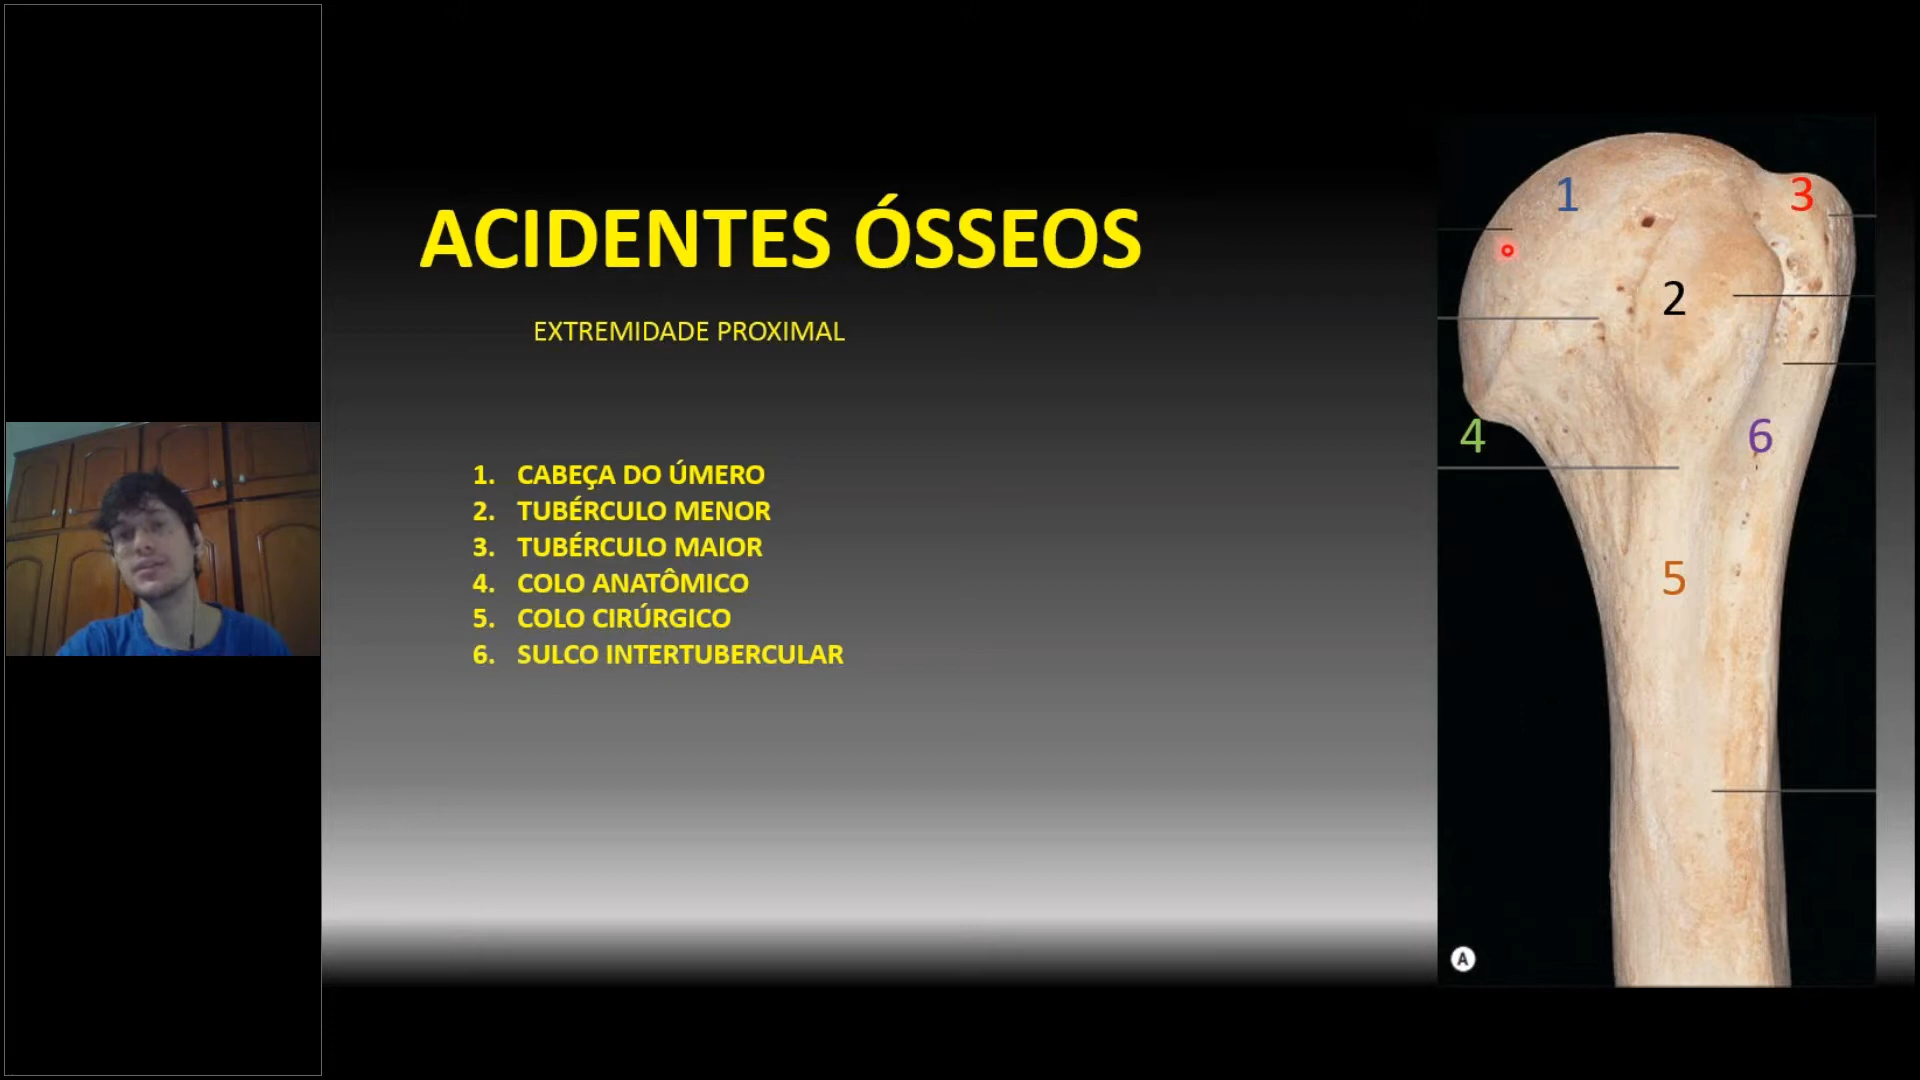 ACIDENTES ÓSSEOS
EXTREMIDADE PROXIMAL
1. CABEÇA DO ÚMERO
2. TUBÉRCULO MENOR
3. TUBÉRCULO MAIOR
4. COLO ANATÔMICO
5. COLO CIRÚRGICO
6. SULCO INTERTUBERCULAR
1
3
2
4
6
5
A